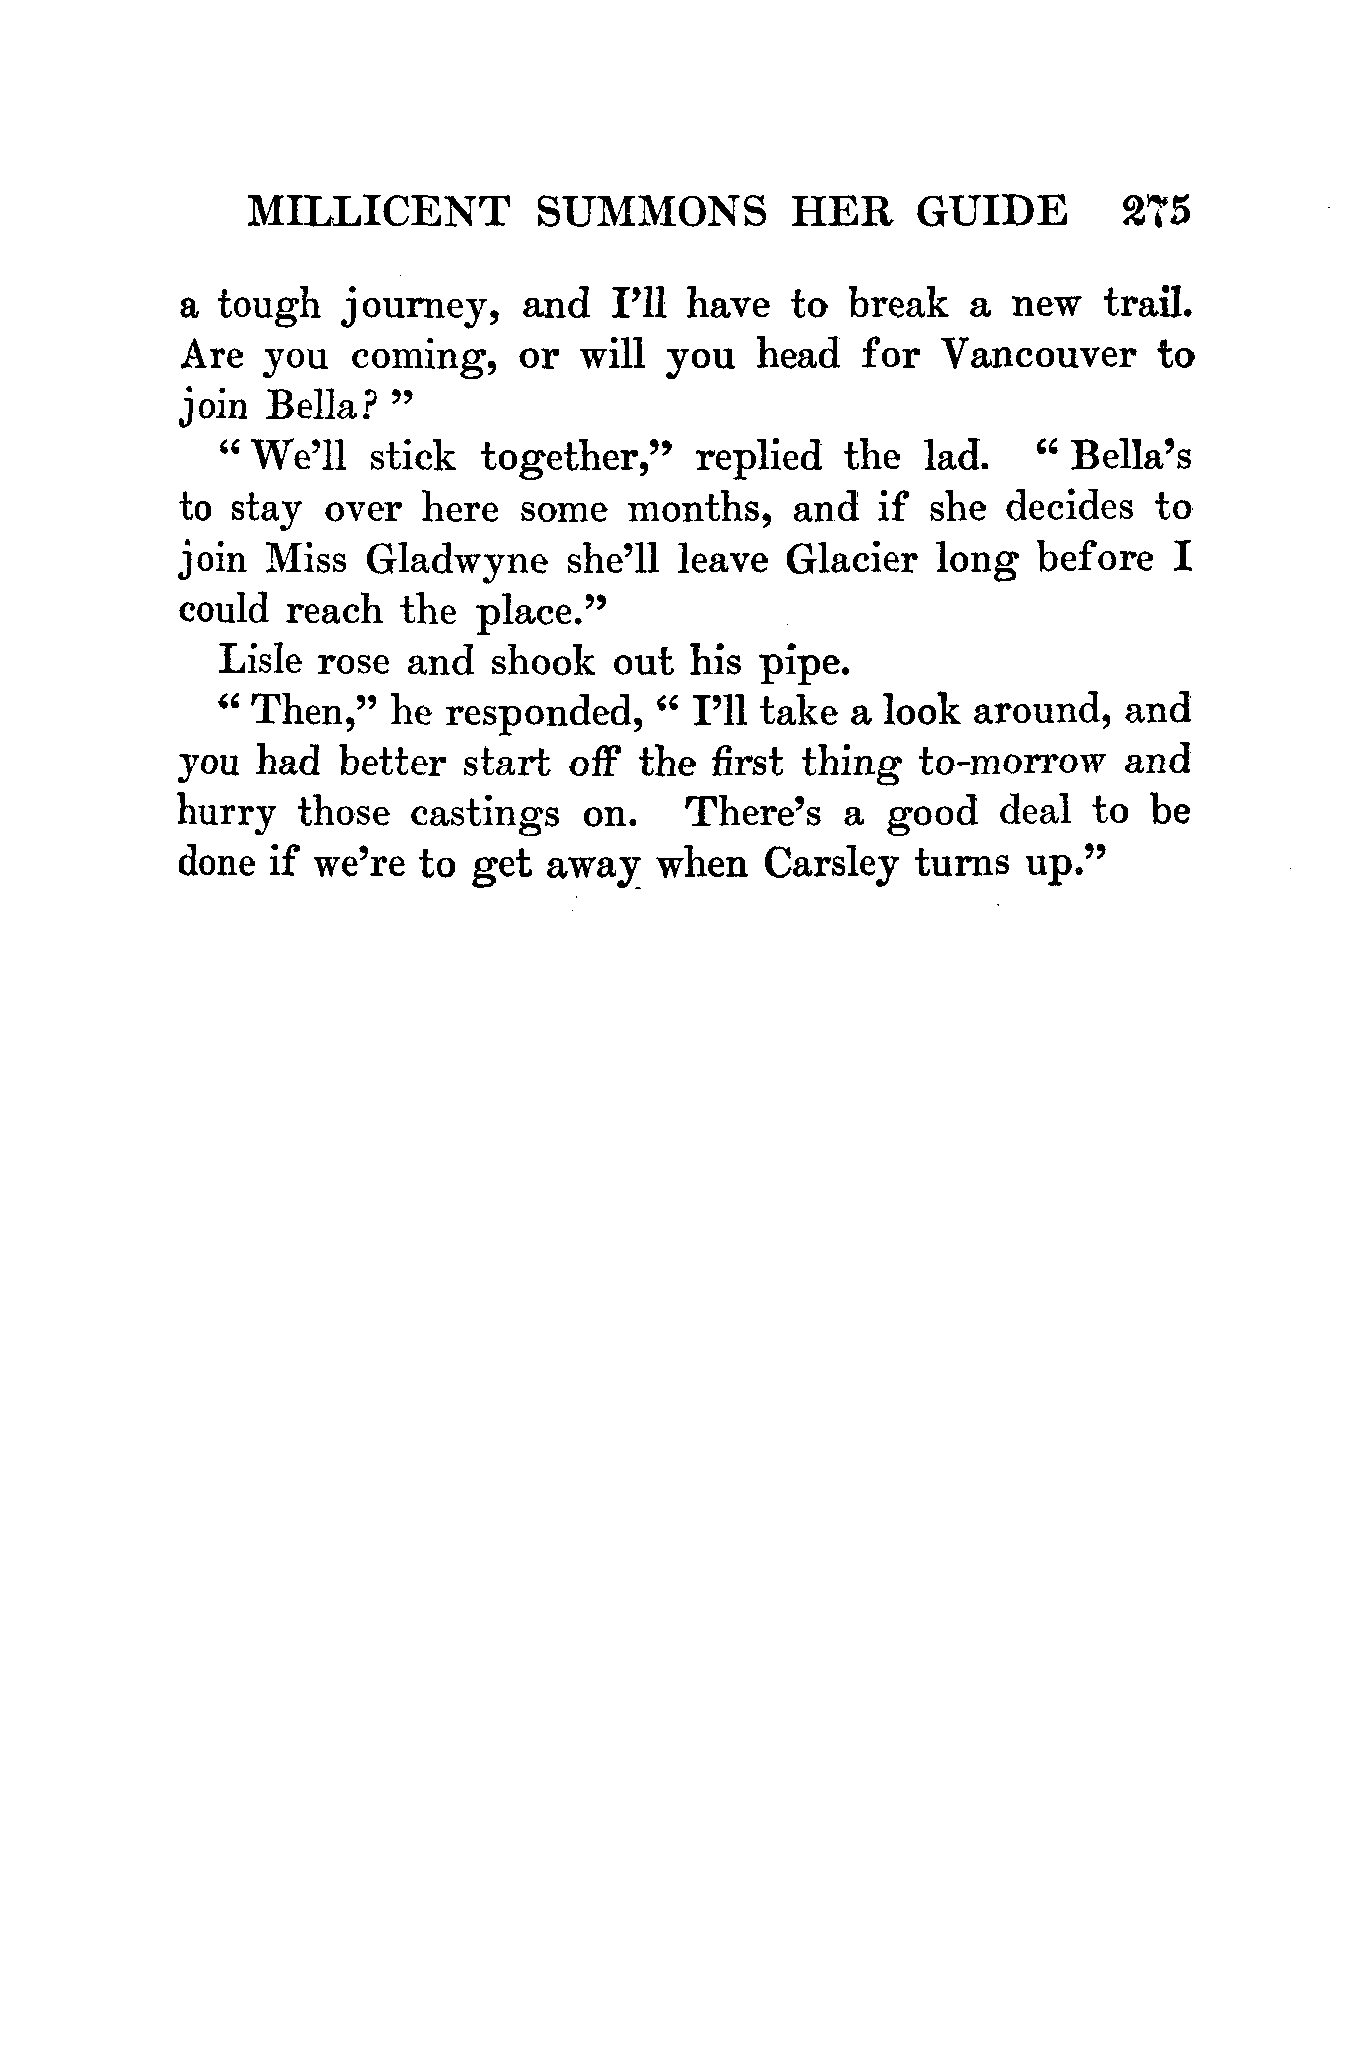 MILLICENT SUMMONS HER GUIDE 275
a tough journey, and I'll have to break a new trail.
Are you coming, or will you head for Vancouver to
join Bella? "
" We'll stick together," replied the lad. " Bella's
to stay over here some months, and if she decides to
join Miss Gladwyne she'll leave Glacier long before I
could reach the place."
Lisle rose and shook out his pipe.
" Then," he responded, " I'll take a look around, and
you had better start off the first thing to-morrow and
hurry those castings on. There's a good deal to be
done if we're to get away when Carsley turns up."